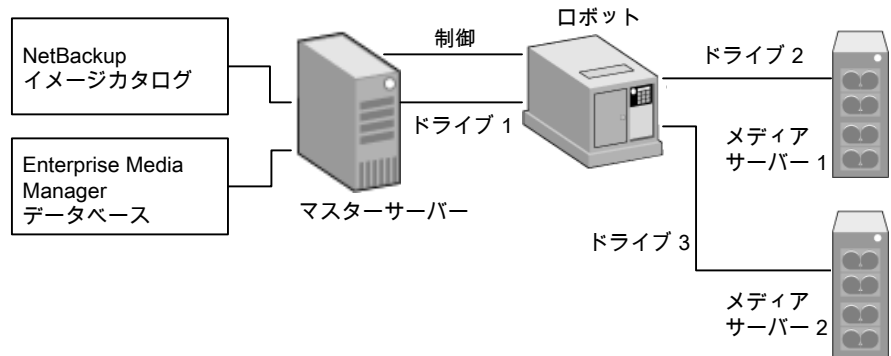 NetBackup
イメージカタログ
Enterprise Media
Manager
データベース
マスターサーバー
制御
ドライブ 1
ロボット
ドライブ 2
メディア
サーバー 1
ドライブ 3
メディア
サーバー 2